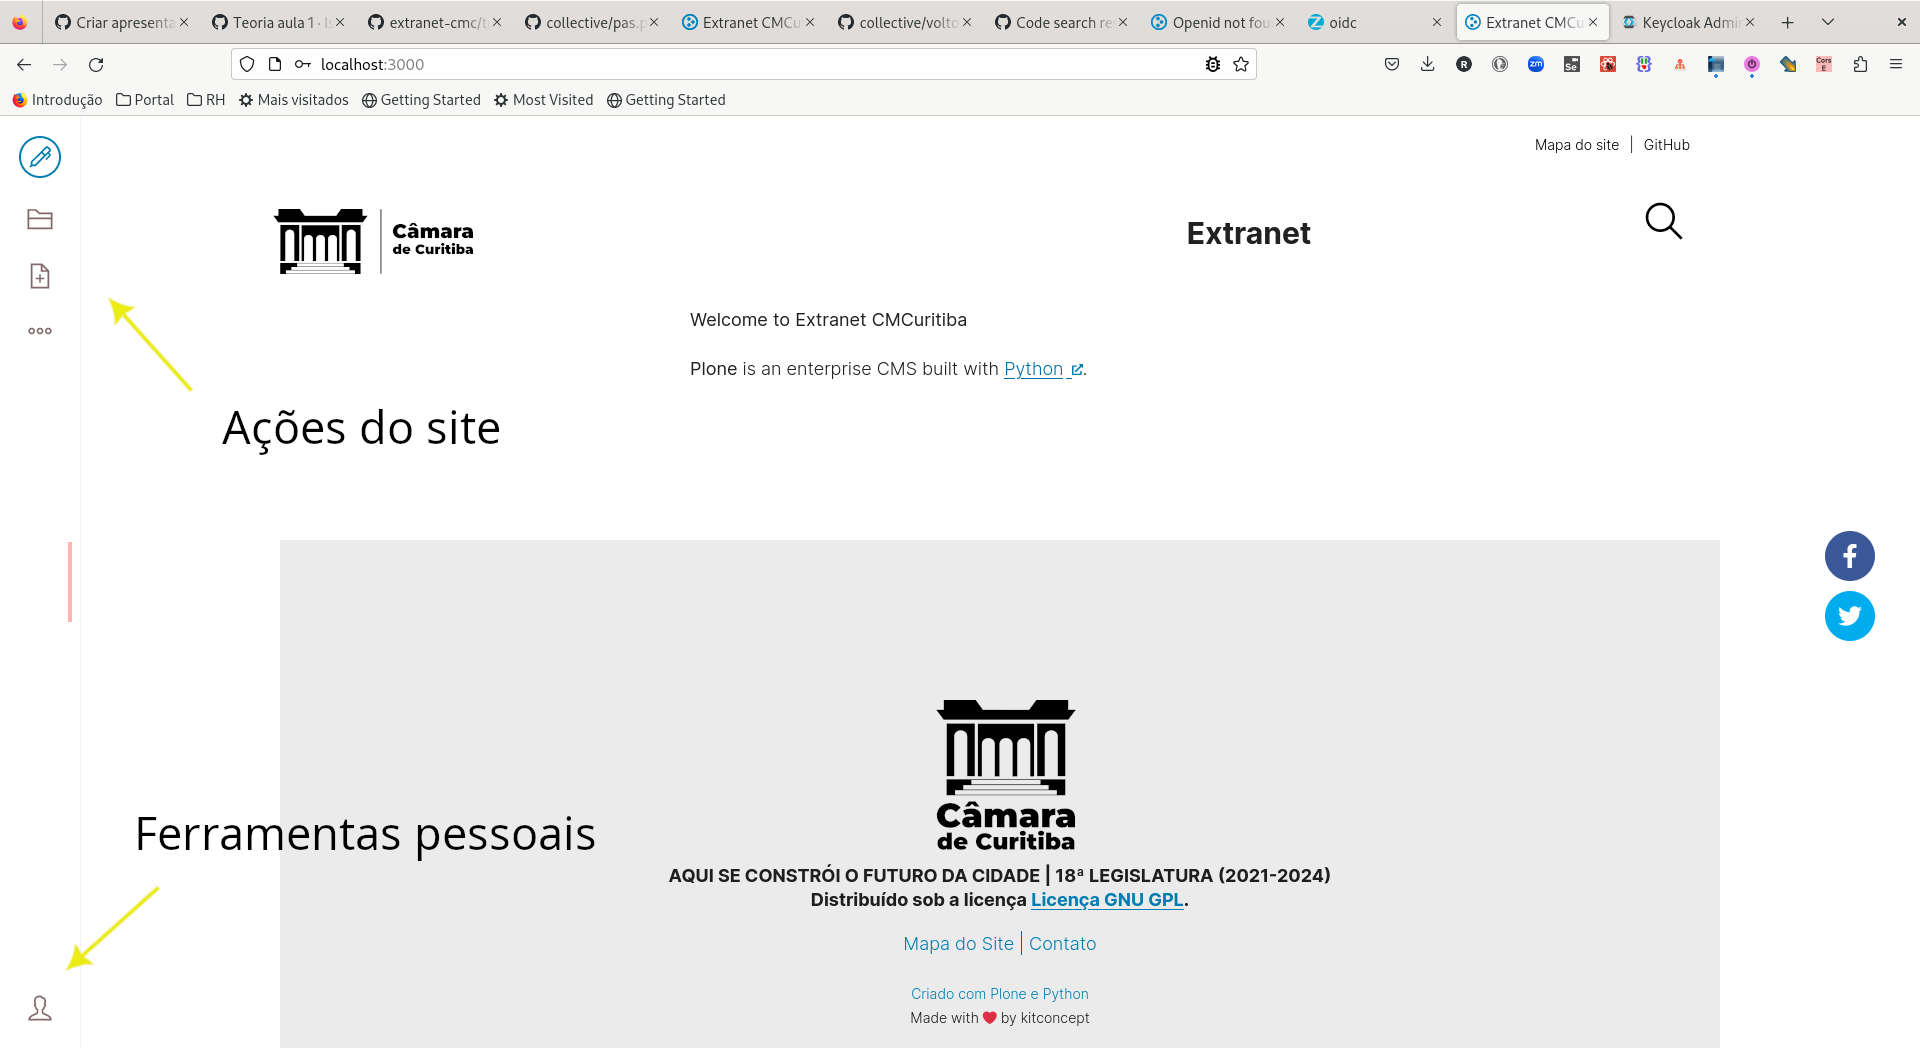 Criar apresenta
Teoria aula 1 · Is
extranet-cmc/t
collective/pas.p
Extranet CMCu
collective/volto
Code search re
Openid not fou
oidc
Extranet CMCu
Keycloak Admi
localhost:3000
Introdução
Portal
RH
Mais visitados
Getting Started
Most Visited
Getting Started
Mapa do site | GitHub
Câmara
de Curitiba
Extranet
Welcome to Extranet CMCuritiba
Plone is an enterprise CMS built with Python.
Ações do site
Ferramentas pessoais
Câmara
de Curitiba
AQUI SE CONSTRÓI O FUTURO DA CIDADE | 18ª LEGISLATURA (2021-2024)
Distribuído sob a licença Licença GNU GPL.
Mapa do Site | Contato
Criado com Plone e Python
Made with ❤ by kitconcept